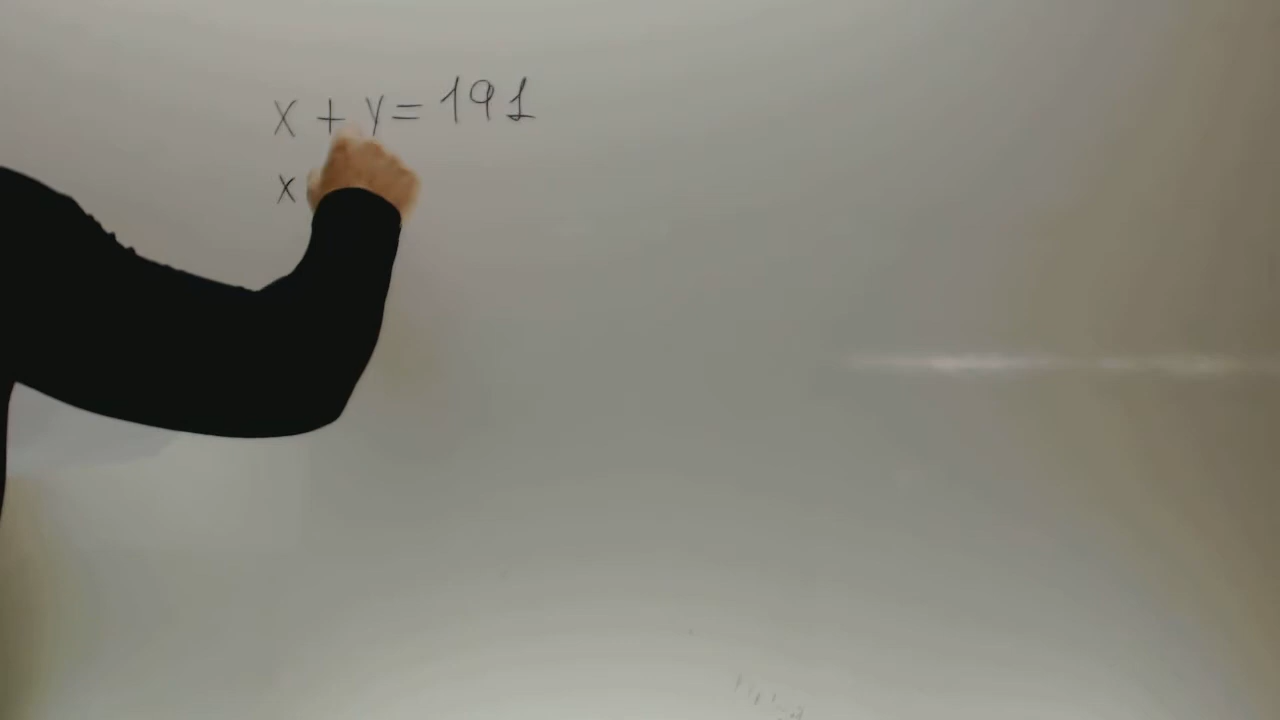 x + y = 191
x